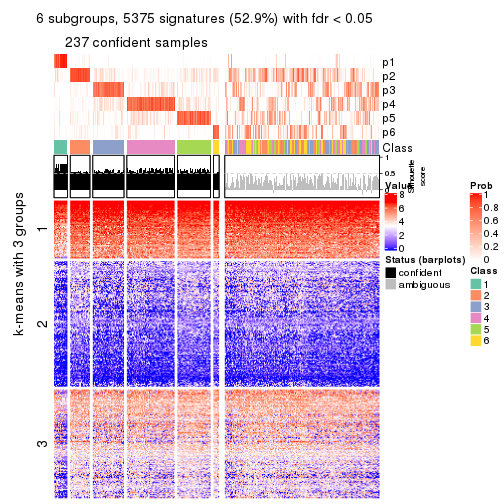 6 subgroups, 5375 signatures (52.9%) with fdr < 0.05
237 confident samples
p1
p2
p3
p4
p5
p6
Class
1
0.5
0
Silhouette
score
k-means with 3 groups
1
2
3
Value
8
6
4
2
0
Status (barplots)
confident
ambiguous
Prob
1
0.8
0.6
0.4
0.2
0
Class
1
2
3
4
5
6